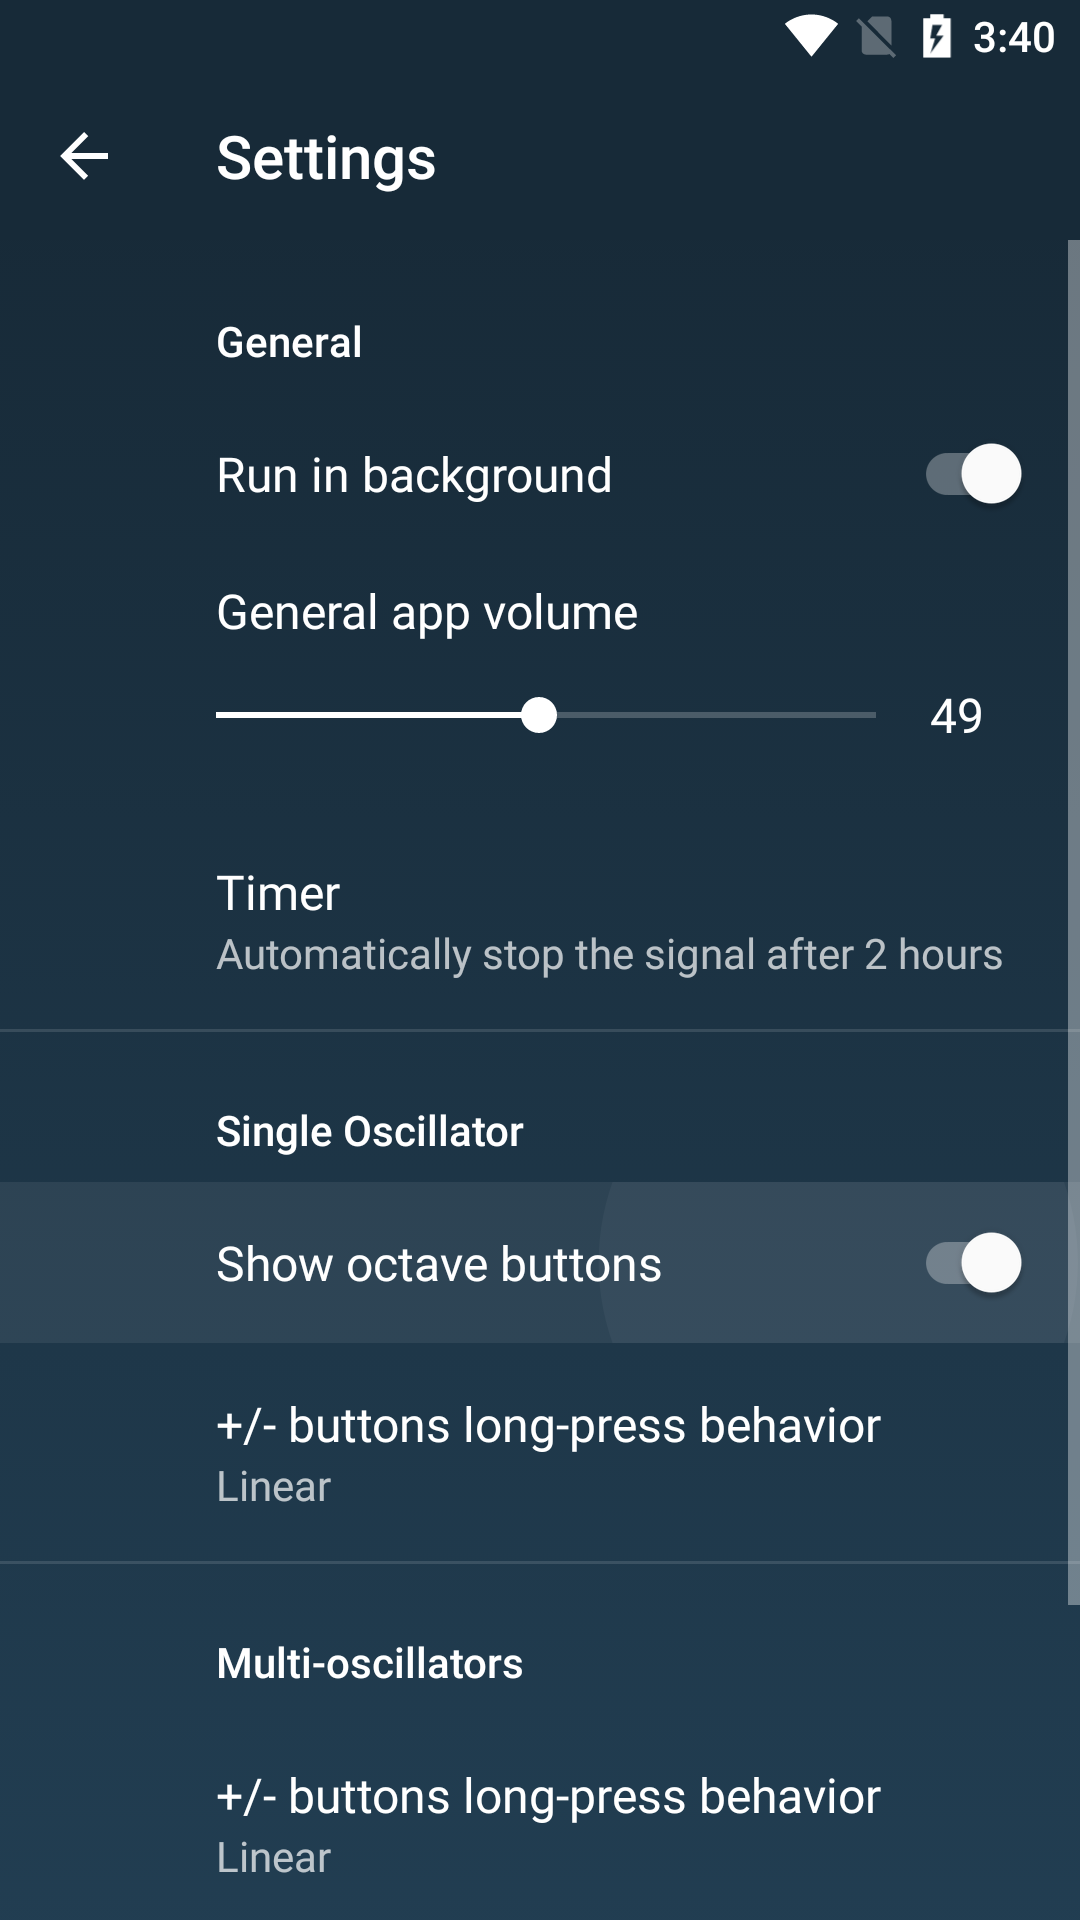 3:40
Settings
General
Run in background
General app volume
49
Timer
Automatically stop the signal after 2 hours
Single Oscillator
Show octave buttons
+/- buttons long-press behavior
Linear
Multi-oscillators
+/- buttons long-press behavior
Linear